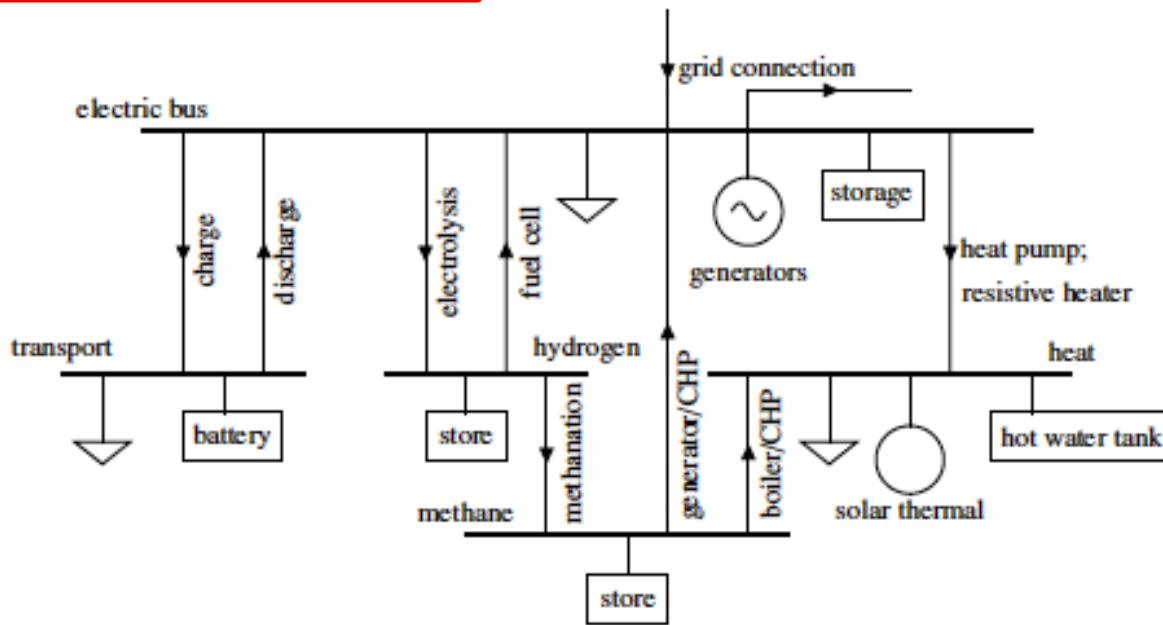 grid connection
electric bus
charge
discharge
electrolysis
fuel cell
storage
generators
heat pump;
resistive heater
transport
hydrogen
heat
battery
store
methanation
generator/CHP
boiler/CHP
hot water tank
solar thermal
methane
store